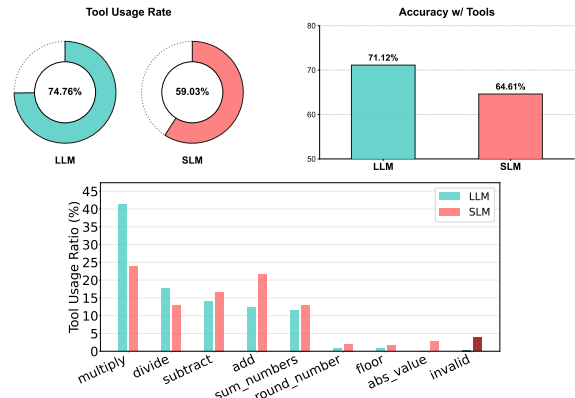 Tool Usage Rate
74.76%
59.03%
LLM
SLM
Accuracy w/ Tools
80
70
60
50
71.12%
64.61%
LLM
SLM
Tool Usage Ratio (%)
45
40
35
30
25
20
15
10
5
0
LLM
SLM
multiply
divide
subtract
add
sum_numbers
round_number
floor
abs_value
invalid